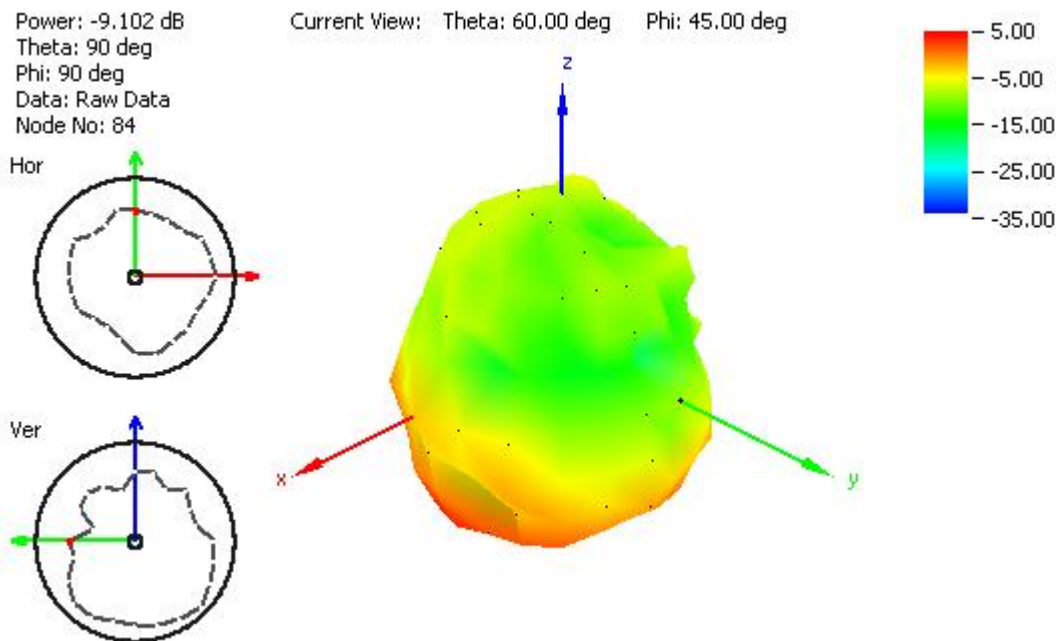 Power: -9.102 dB
Theta: 90 deg
Phi: 90 deg
Data: Raw Data
Node No: 84
Current View: Theta: 60.00 deg Phi: 45.00 deg
5.00
-5.00
-15.00
-25.00
-35.00
Hor
Ver
z
x
y